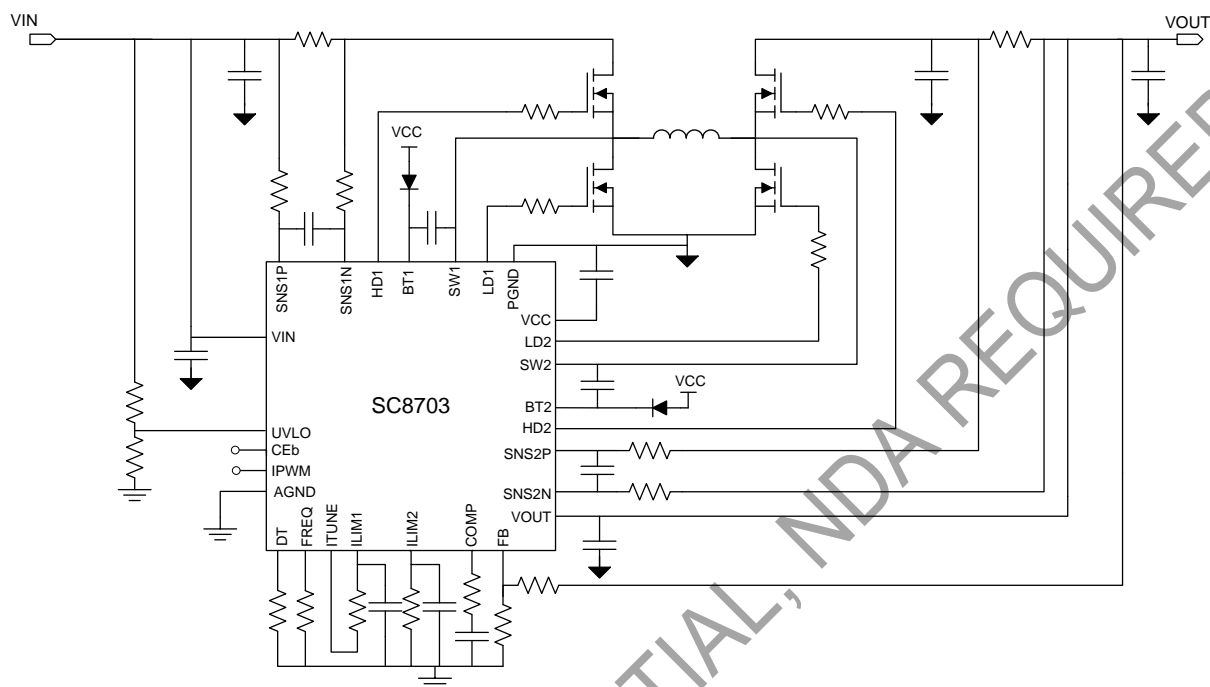 VIN
VOUT
VCC
SNS1P
SNS1N
HD1
BT1
SW1
LD1
PGND
VCC
LD2
SW2
BT2
VCC
HD2
SNS2P
SNS2N
VOUT
VIN
SC8703
UVLO
CEb
IPWM
AGND
DT
FREQ
ITUNE
ILIM1
ILIM2
COMP
FB
TIAL, NDA REQUIRED